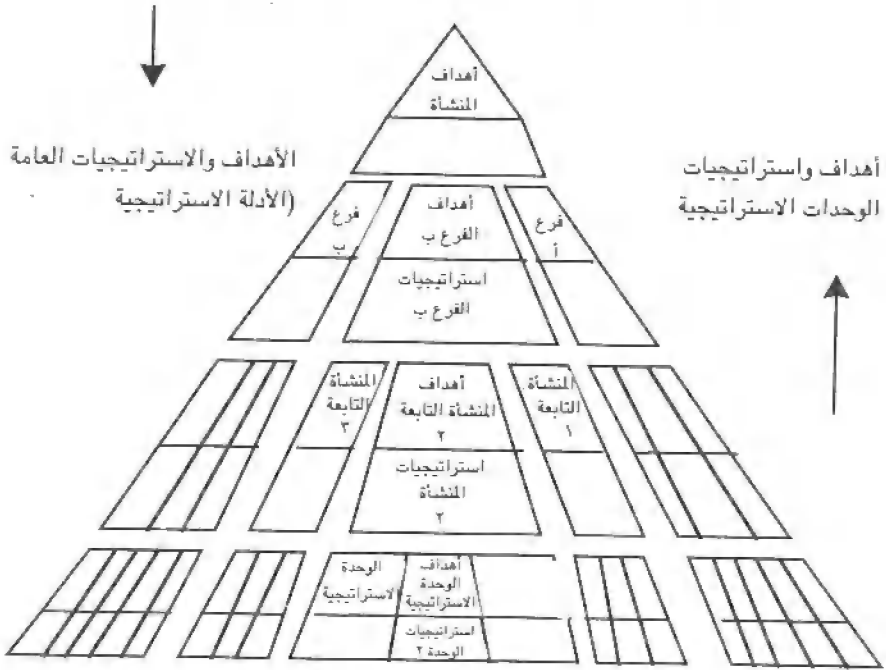 أهداف
المنشأة
الأهداف والاستراتيجيات العامة
(الأدلة الاستراتيجية
أهداف واستراتيجيات
الوحدات الاستراتيجية
فرع
أ
أهداف
الفرع ب
فرع
ب
استراتيجيات
الفرع ب
المنشأة
التابعة
١
أهداف
المنشأة التابعة
٢
المنشأة
التابعة
٣
استراتيجيات
المنشأة
٢
أهداف
الوحدة
الاستراتيجية
الوحدة
الاستراتيجية
استراتيجيات
الوحدة ٢